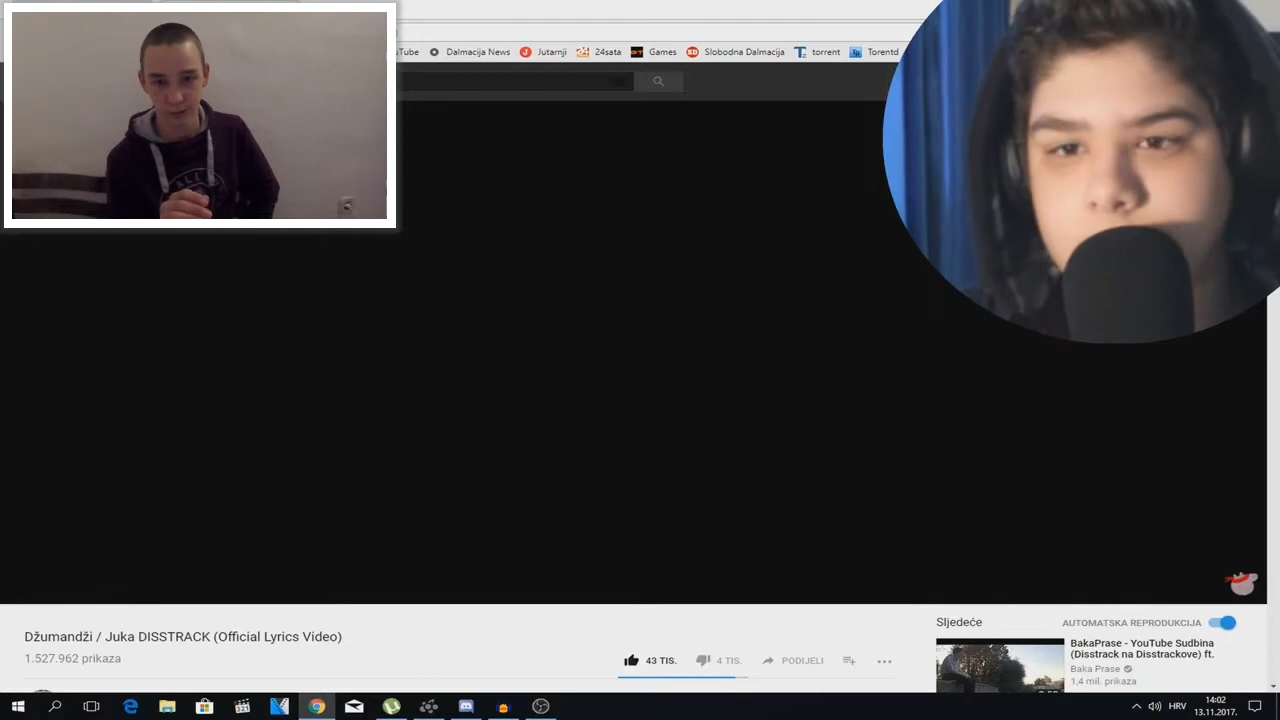 uTube Dalmacija News Jutarnji 24sata Games Slobodna Dalmacija torrent Torentd
ALL
Džumandži / Juka DISSTRACK (Official Lyrics Video)
1.527.962 prikaza
43 TIS. 4 TIS. PODIJELI
Sljedeće AUTOMATSKA REPRODUKCIJA
BakaPrase - YouTube Sudbina
(Disstrack na Disstrackove) ft.
Baka Prase
1,4 mil. prikaza
HRV
14:02
13.11.2017.